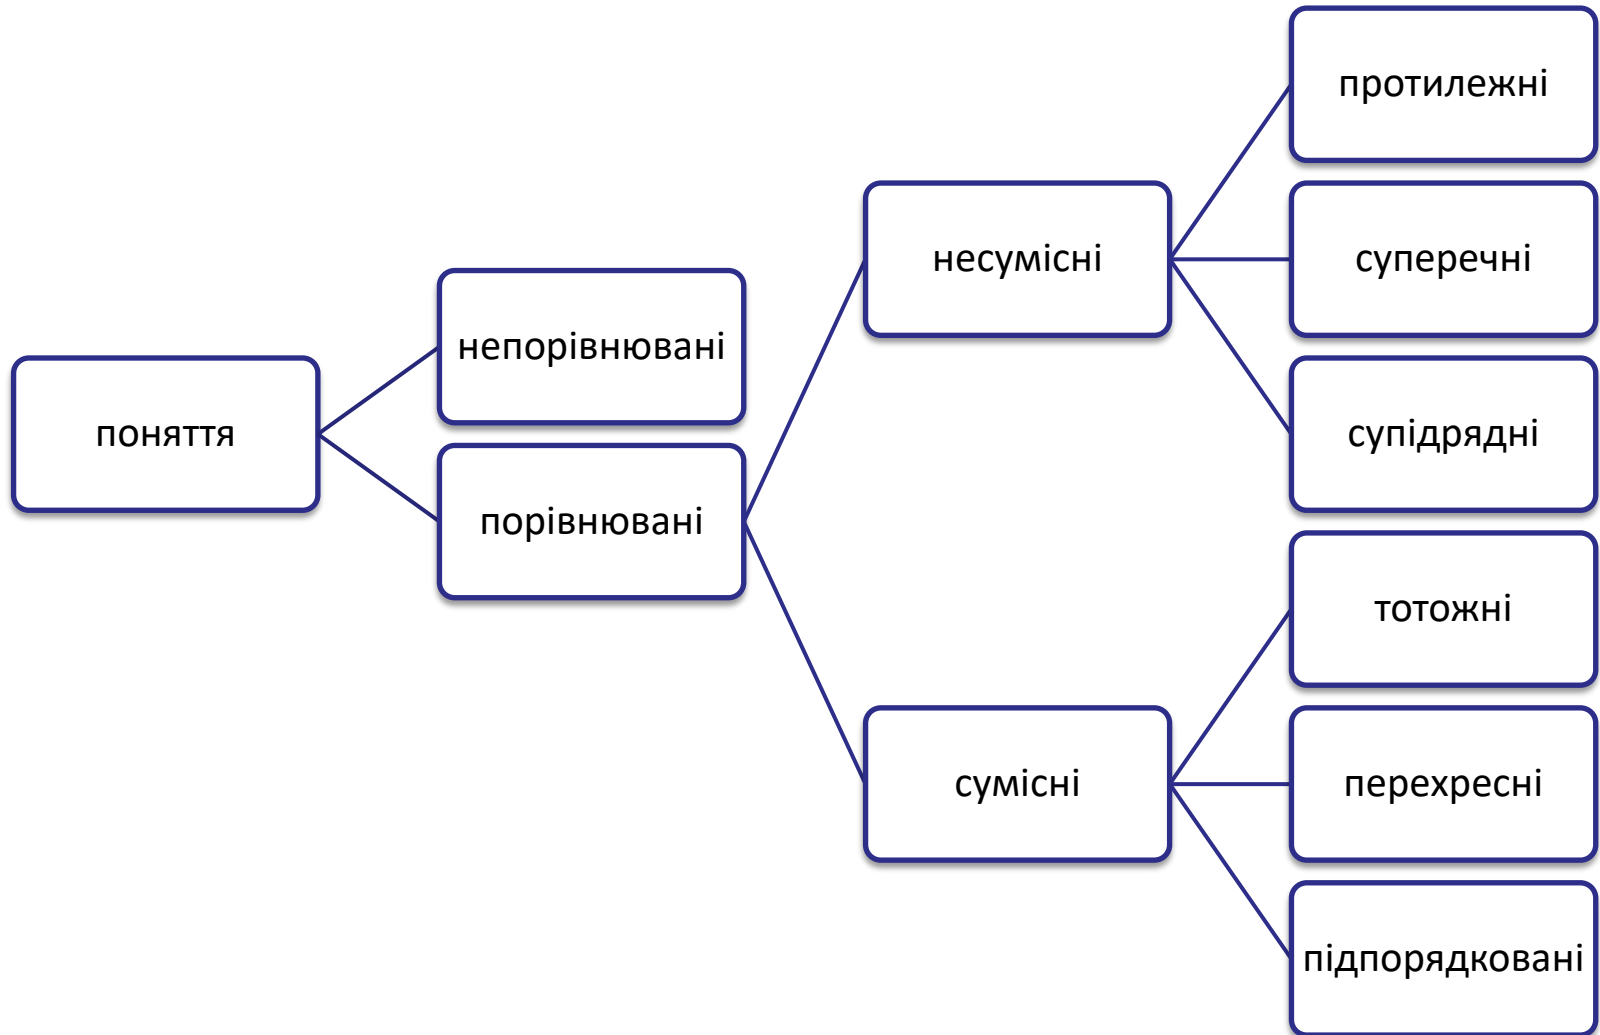 поняття
непорівнювані
порівнювані
несумісні
сумісні
протилежні
суперечні
супідрядні
тотожні
перехресні
підпорядковані